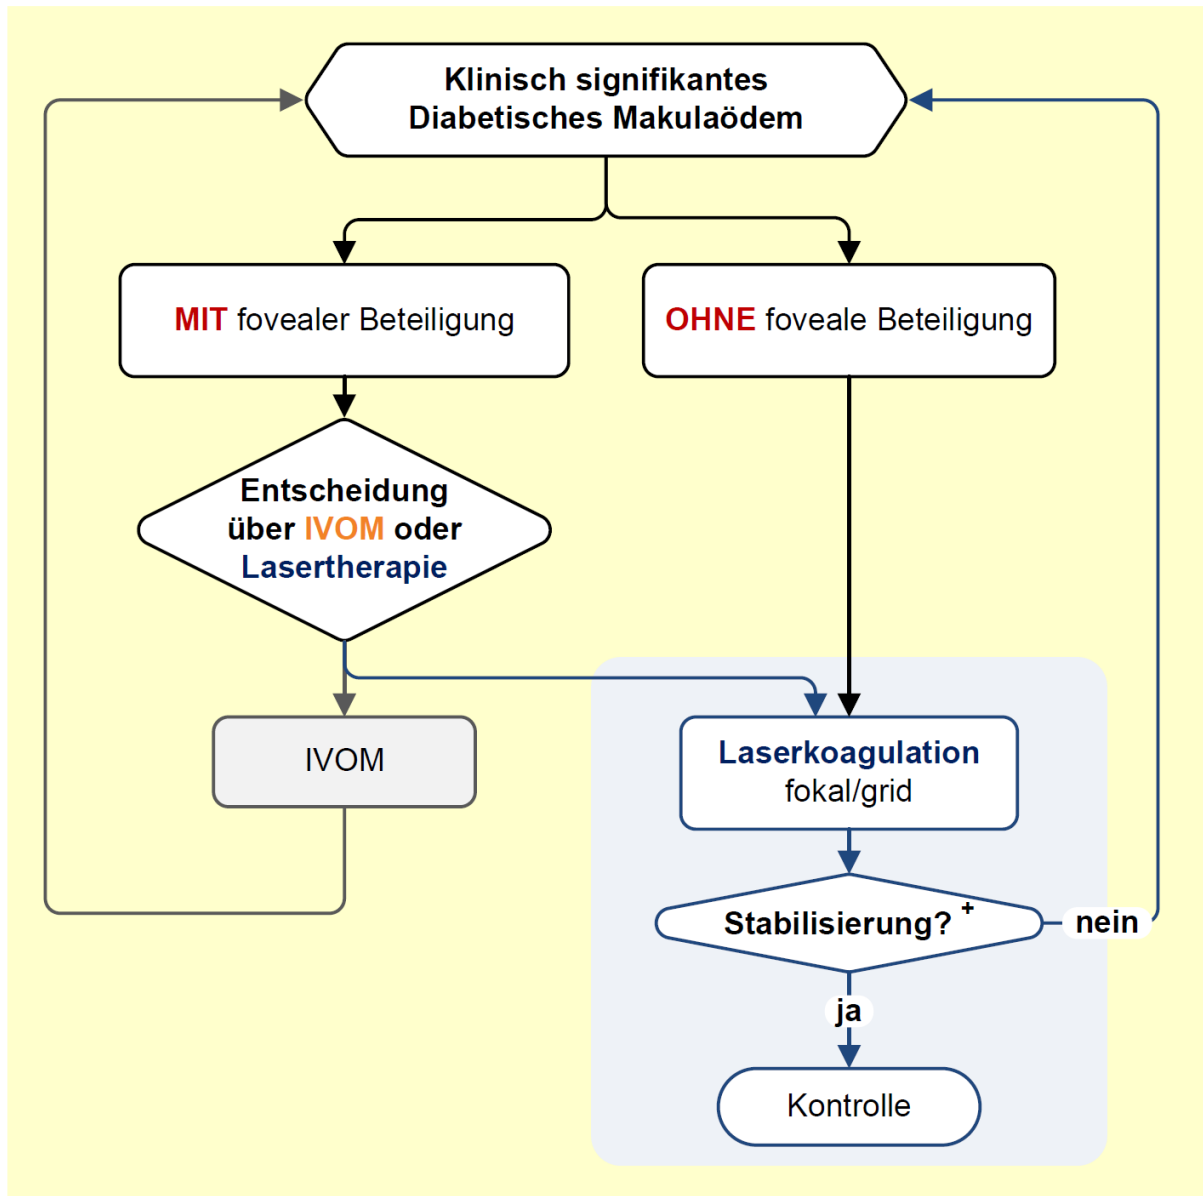 Klinisch signifikantes
Diabetisches Makulaödem
MIT fovealer Beteiligung
OHNE foveale Beteiligung
Entscheidung
über IVOM oder
Lasertherapie
IVOM
Laserkoagulation
fokal/grid
Stabilisierung? +
nein
ja
Kontrolle